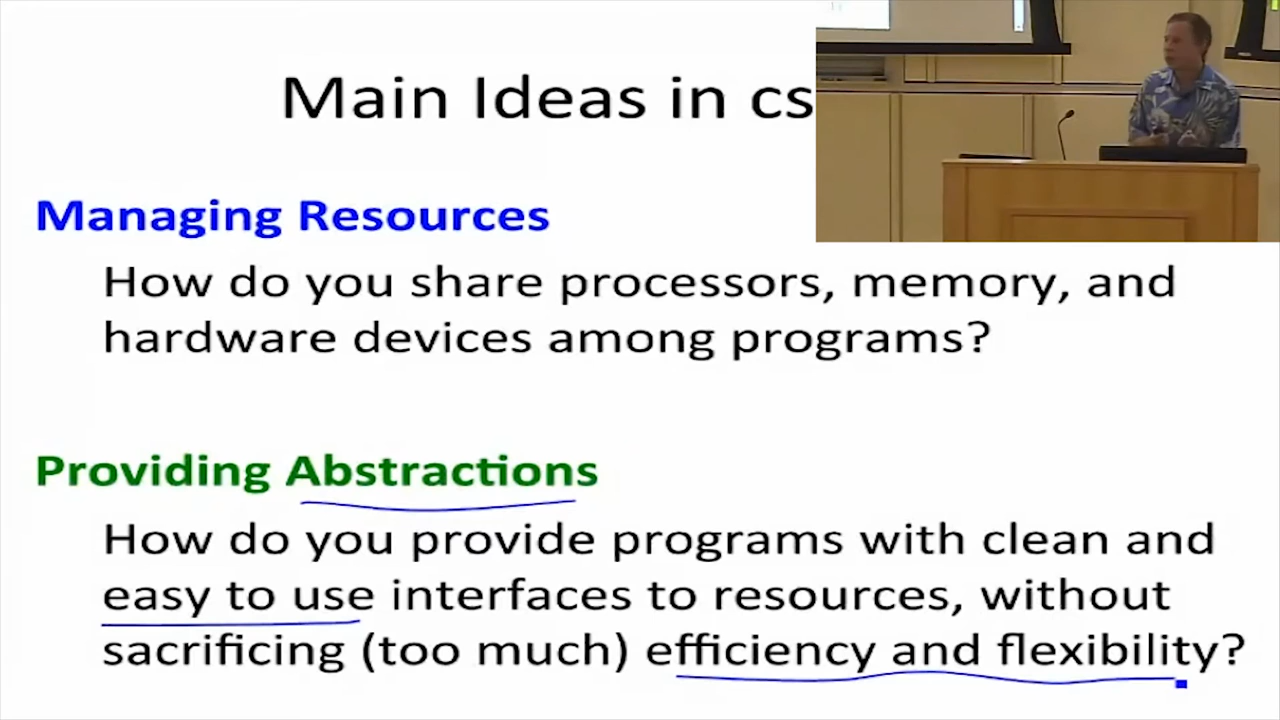 Main Ideas in cs
Managing Resources
How do you share processors, memory, and
hardware devices among programs?
Providing Abstractions
How do you provide programs with clean and
easy to use interfaces to resources, without
sacrificing (too much) efficiency and flexibility?